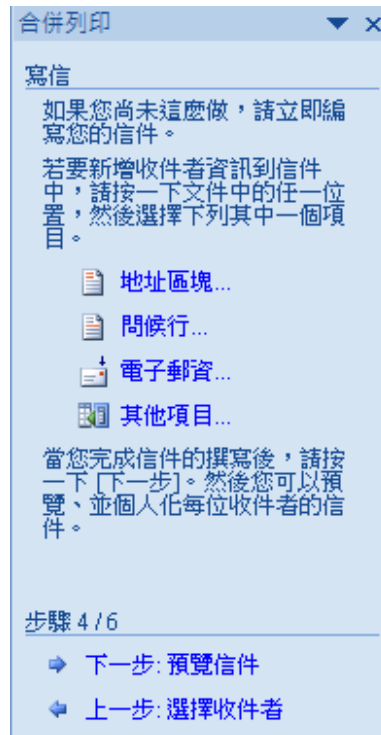 合併列印
寫信
如果您尚未這麼做，請立即編
寫您的信件。
若要新增收件者資訊到信件
中，請按一下文件中的任一位
置，然後選擇下列其中一個項
目。
地址區塊...
問候行...
電子郵資...
其他項目...
當您完成信件的撰寫後，請按
一下 [下一步]。然後您可以預
覽、並個人化每位收件者的信
件。
步驟 4 / 6
下一步: 預覽信件
上一步: 選擇收件者